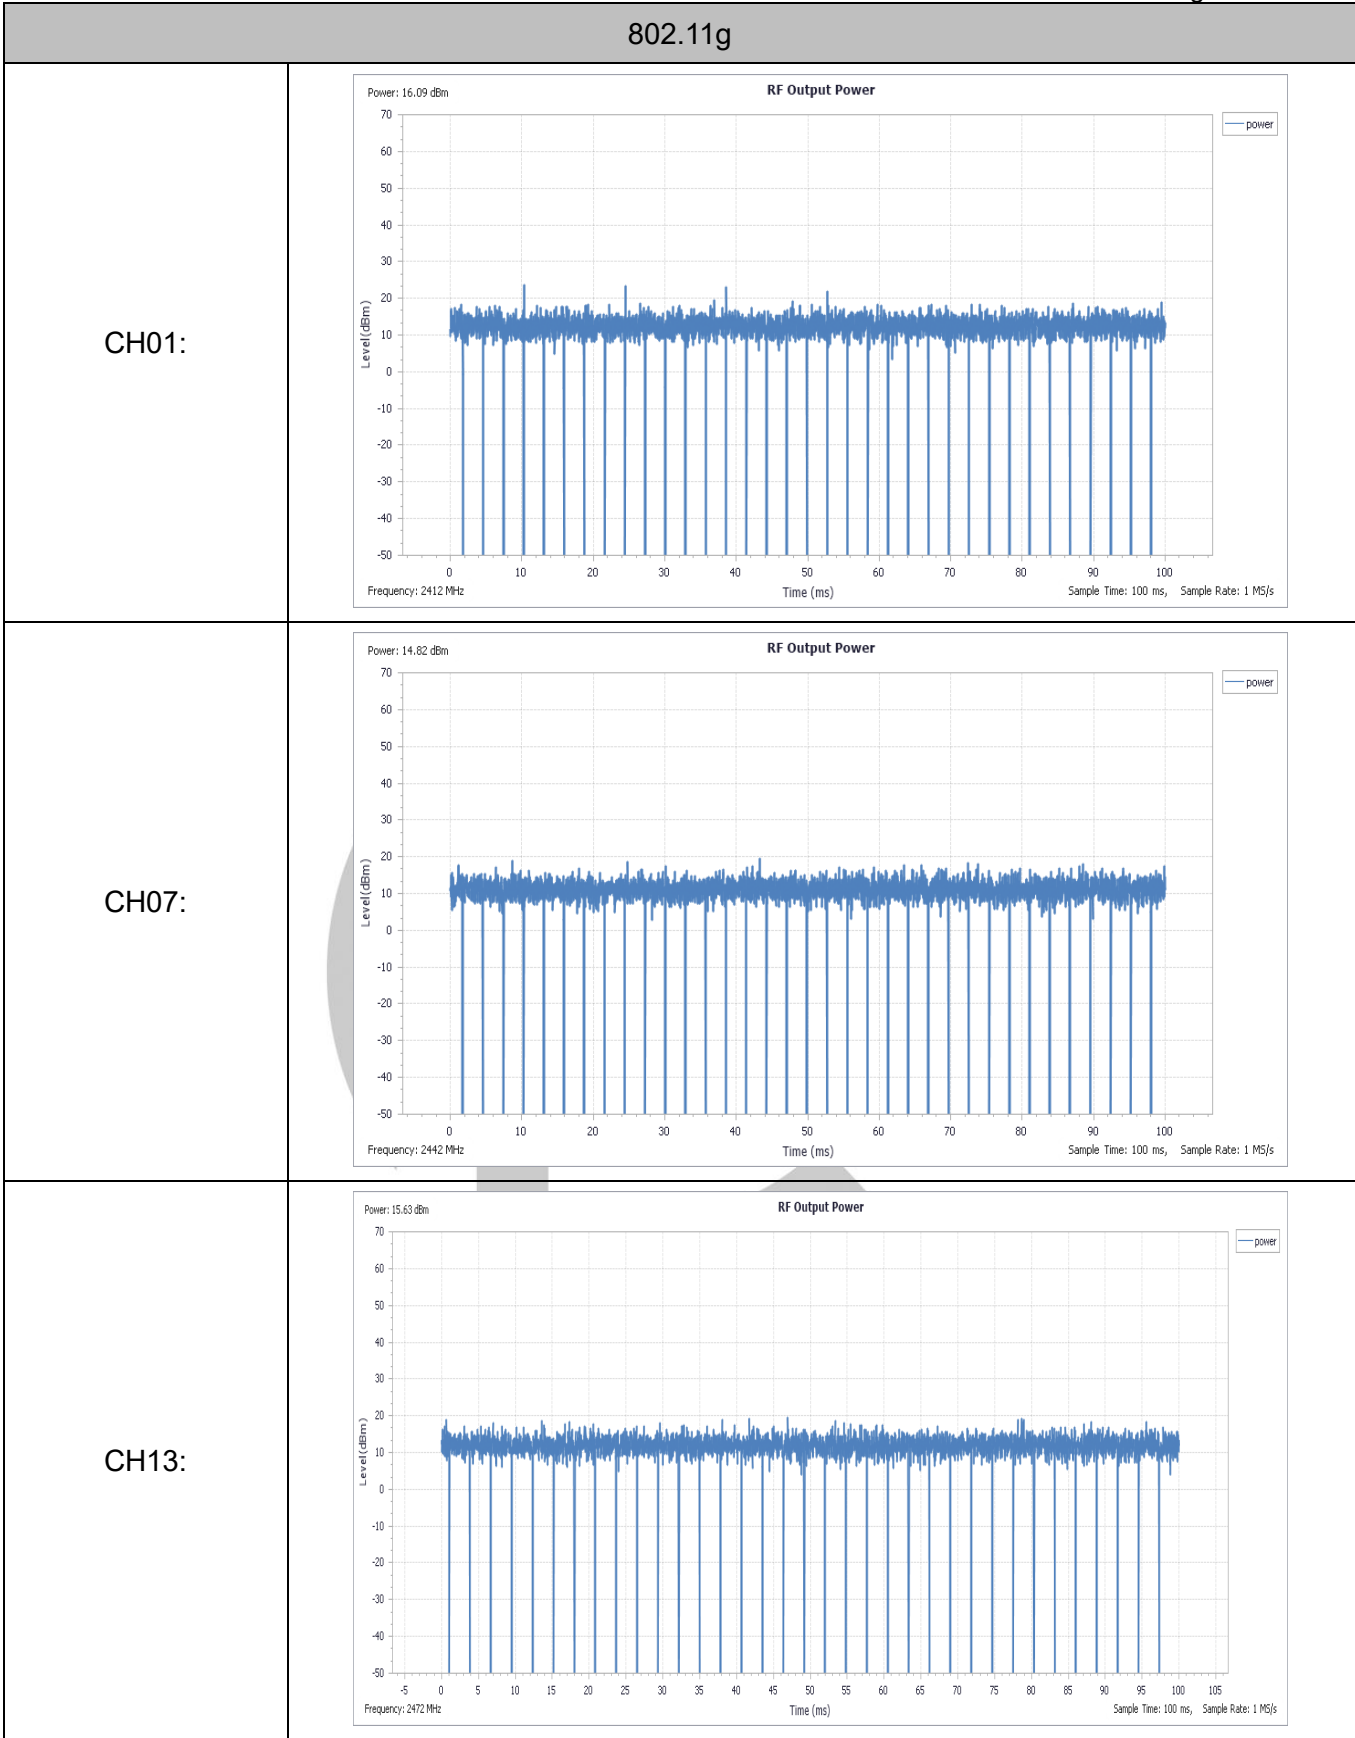 802.11g
CH01:
Power: 16.09 dBm
RF Output Power
power
Level(dBm)
70
60
50
40
30
20
10
0
-10
-20
-30
-40
-50
0 10 20 30 40 50 60 70 80 90 100
Frequency: 2412 MHz
Time (ms)
Sample Time: 100 ms, Sample Rate: 1 MS/s
CH07:
Power: 14.82 dBm
RF Output Power
power
Level(dBm)
70
60
50
40
30
20
10
0
-10
-20
-30
-40
-50
0 10 20 30 40 50 60 70 80 90 100
Frequency: 2442 MHz
Time (ms)
Sample Time: 100 ms, Sample Rate: 1 MS/s
CH13:
Power: 15.63 dBm
RF Output Power
power
Level(dBm)
70
60
50
40
30
20
10
0
-10
-20
-30
-40
-50
-5 0 5 10 15 20 25 30 35 40 45 50 55 60 65 70 75 80 85 90 95 100 105
Frequency: 2472 MHz
Time (ms)
Sample Time: 100 ms, Sample Rate: 1 MS/s